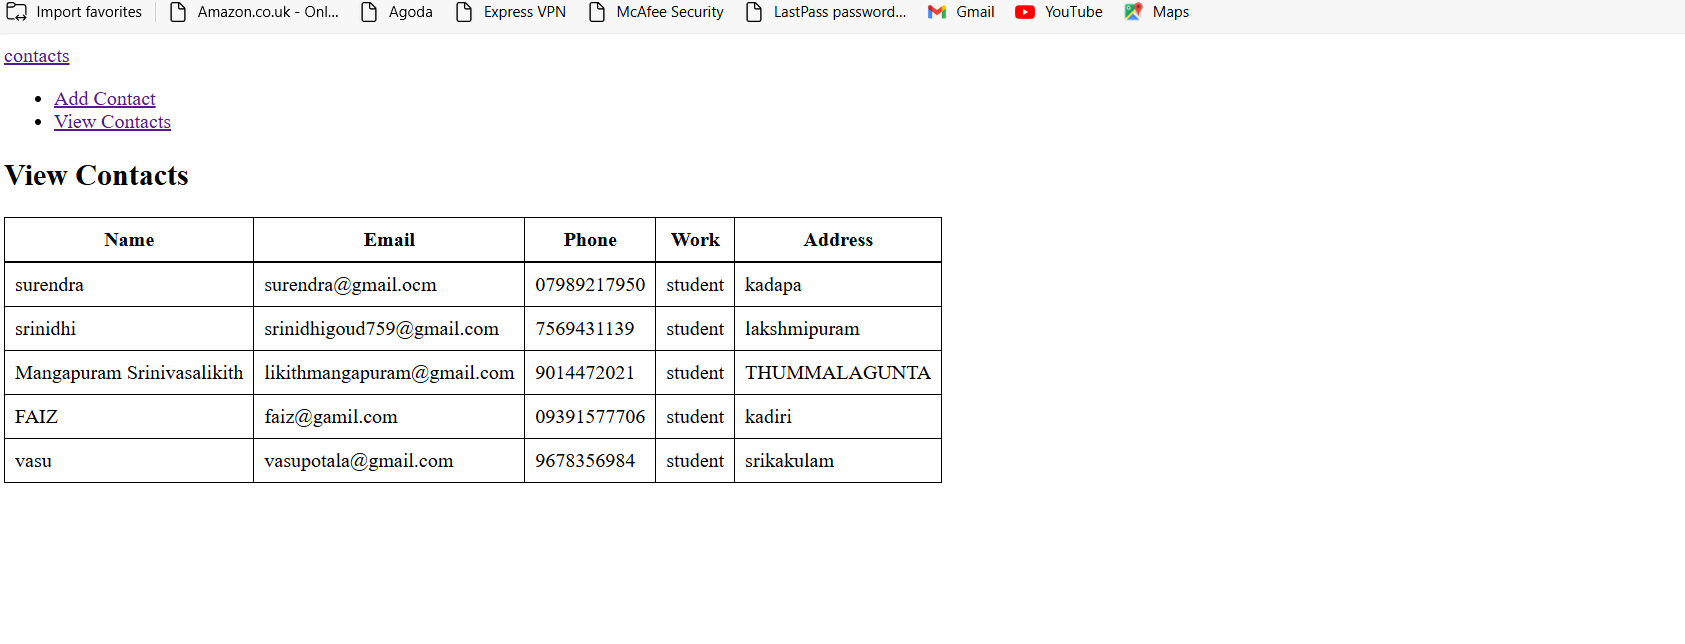 Import favorites Amazon.co.uk - Onl... Agoda Express VPN McAfee Security LastPass password... Gmail YouTube Maps
contacts
Add Contact
View Contacts
View Contacts
Name Email Phone Work Address
surendra surendra@gmail.ocm 07989217950 student kadapa
srinidhi srinidhigoud759@gmail.com 7569431139 student lakshmipuram
Mangapuram Srinivasalikith likithmangapuram@gmail.com 9014472021 student THUMMALAGUNTA
FAIZ faiz@gamil.com 09391577706 student kadiri
vasu vasupotala@gmail.com 9678356984 student srikakulam